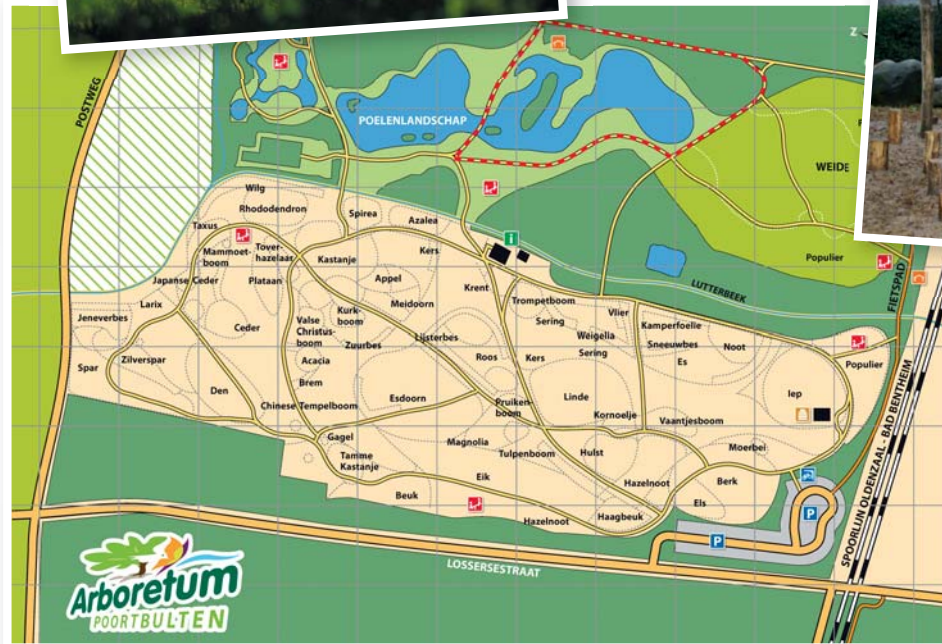 Z
POSTWEG
POELENLANDSCHAP
WEIDE
Wilg
Rhododendron
Spirea
Azalea
Taxus
Mammoet-
boom
Tover-
hazelaar
Kastanje
Kers
i
Populier
Japanse Ceder
Plataan
Appel
Krent
LUTTERBEEK
FIETSPAD
Larix
Meidoorn
Trompetboom
Jeneverbes
Ceder
Valse
Christus-
boom
Kurk-
boom
Zuurbes
Lijsterbes
Sering
Vlier
Weigelia
Kamperfoelie
Sneeuwbes
Noot
Spar
Zilverspar
Acacia
Roos
Kers
Sering
Es
Populier
Den
Brem
Chinese Tempelboom
Esdoorn
Pruiken-
boom
Linde
Kornoelje
Iep
Vaantjesboom
Gagel
Tamme
Kastanje
Magnolia
Tulpenboom
Hulst
Moerbei
Beuk
Eik
Hazelnoot
Berk
Els
Hazelnoot
Haagbeuk
P
P
SPOORLIJN OLDENZAAL - BAD BENTHEIM
LOSSERSESTRAAT
Arboretum
POORTBULTEN